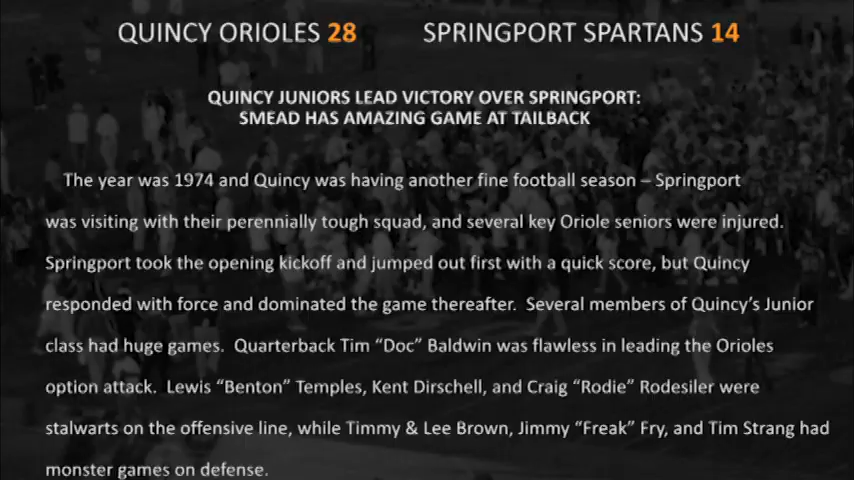 QUINCY ORIOLES 28 SPRINGPORT SPARTANS 14
QUINCY JUNIORS LEAD VICTORY OVER SPRINGPORT:
SMEAD HAS AMAZING GAME AT TAILBACK
The year was 1974 and Quincy was having another fine football season – Springport
was visiting with their perennially tough squad, and several key Oriole seniors were injured.
Springport took the opening kickoff and jumped out first with a quick score, but Quincy
responded with force and dominated the game thereafter. Several members of Quincy's Junior
class had huge games. Quarterback Tim “Doc” Baldwin was flawless in leading the Orioles
option attack. Lewis “Benton” Temples, Kent Dirschell, and Craig “Rodie” Rodesiler were
stalwarts on the offensive line, while Timmy & Lee Brown, Jimmy “Freak” Fry, and Tim Strang had
monster games on defense.